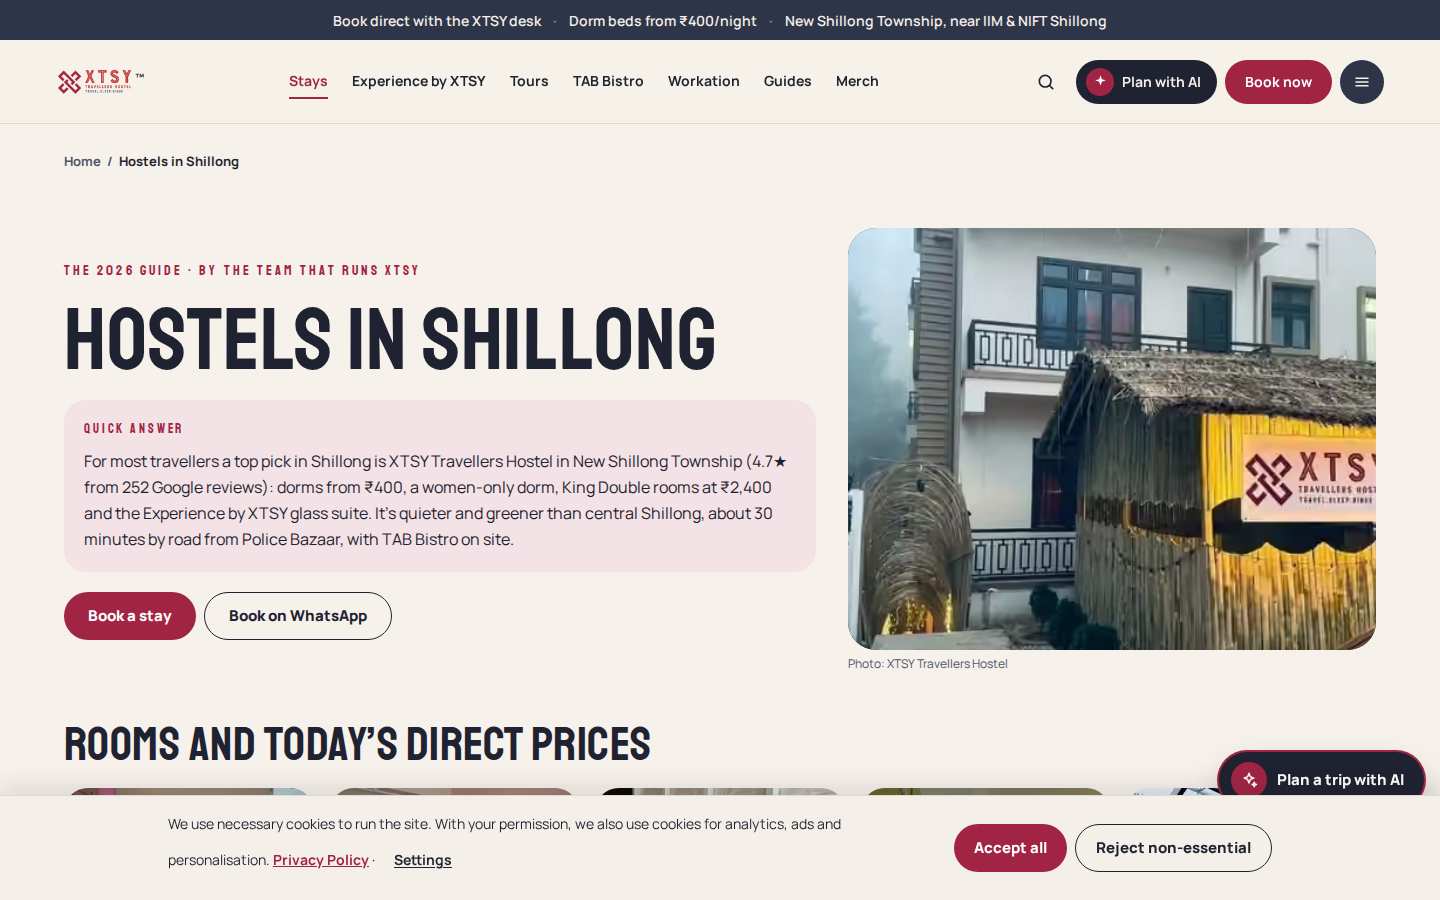 Book direct with the XTSY desk · Dorm beds from ₹400/night · New Shillong Township, near IIM & NIFT Shillong
XTSY™
TRAVELLERS HOSTEL
Stays Experience by XTSY Tours TAB Bistro Workation Guides Merch
Plan with AI
Book now
Home / Hostels in Shillong
THE 2026 GUIDE · BY THE TEAM THAT RUNS XTSY
HOSTELS IN SHILLONG
QUICK ANSWER
For most travellers a top pick in Shillong is XTSY Travellers Hostel in New Shillong Township (4.7★
from 252 Google reviews): dorms from ₹400, a women-only dorm, King Double rooms at ₹2,400
and the Experience by XTSY glass suite. It's quieter and greener than central Shillong, about 30
minutes by road from Police Bazaar, with TAB Bistro on site.
Book a stay
Book on WhatsApp
XTSY
TRAVELLERS HOST
Photo: XTSY Travellers Hostel
ROOMS AND TODAY'S DIRECT PRICES
Plan a trip with AI
We use necessary cookies to run the site. With your permission, we also use cookies for analytics, ads and
personalisation. Privacy Policy · Settings
Accept all
Reject non-essential